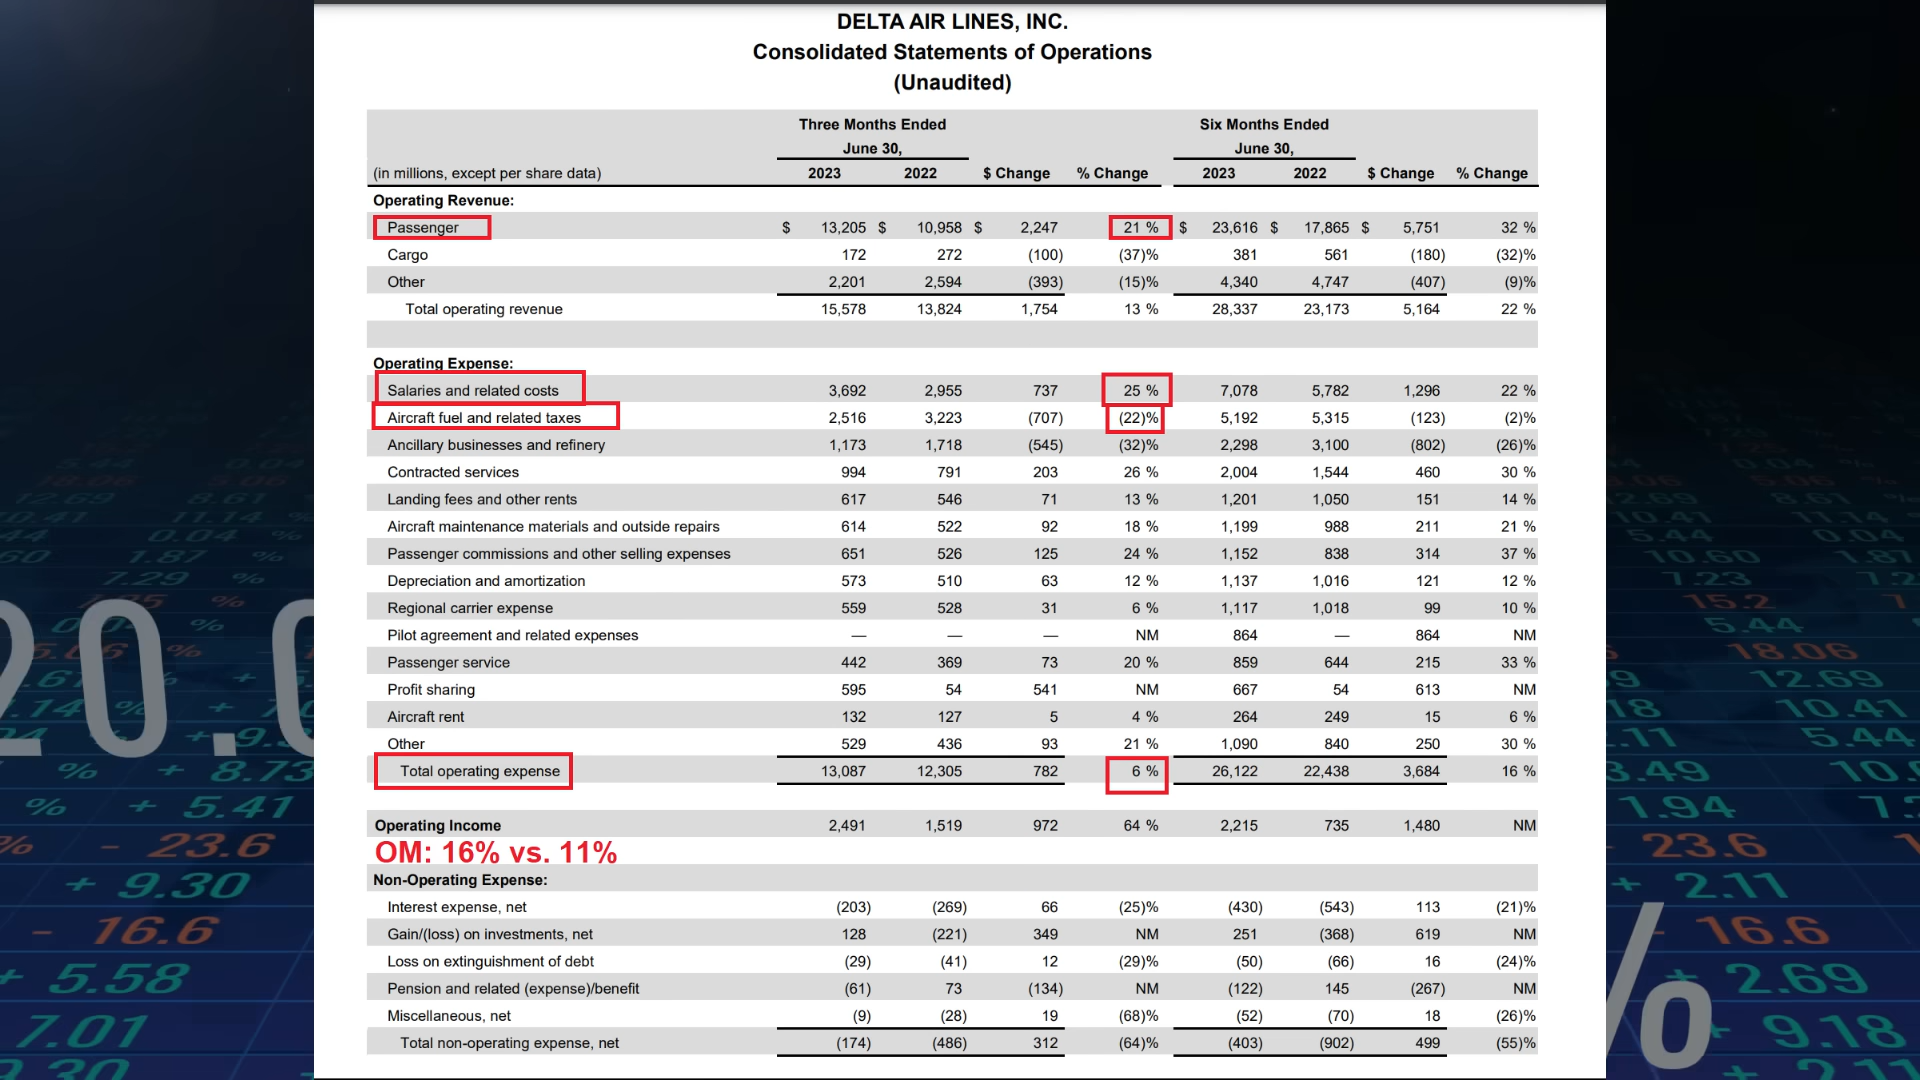 DELTA AIR LINES, INC.
Consolidated Statements of Operations
(Unaudited)
Three Months Ended Six Months Ended
June 30, June 30,
(in millions, except per share data) 2023 2022 $ Change % Change 2023 2022 $ Change % Change
Operating Revenue:
Passenger $ 13,205 $ 10,958 $ 2,247 21 % $ 23,616 $ 17,865 $ 5,751 32 %
Cargo 172 272 (100) (37)% 381 561 (180) (32)%
Other 2,201 2,594 (393) (15)% 4,340 4,747 (407) (9)%
Total operating revenue 15,578 13,824 1,754 13 % 28,337 23,173 5,164 22 %
Operating Expense:
Salaries and related costs 3,692 2,955 737 25 % 7,078 5,782 1,296 22 %
Aircraft fuel and related taxes 2,516 3,223 (707) (22)% 5,192 5,315 (123) (2)%
Ancillary businesses and refinery 1,173 1,718 (545) (32)% 2,298 3,100 (802) (26)%
Contracted services 994 791 203 26 % 2,004 1,544 460 30 %
Landing fees and other rents 617 546 71 13 % 1,201 1,050 151 14 %
Aircraft maintenance materials and outside repairs 614 522 92 18 % 1,199 988 211 21 %
Passenger commissions and other selling expenses 651 526 125 24 % 1,152 838 314 37 %
Depreciation and amortization 573 510 63 12 % 1,137 1,016 121 12 %
Regional carrier expense 559 528 31 6 % 1,117 1,018 99 10 %
Pilot agreement and related expenses — — — NM 864 — 864 NM
Passenger service 442 369 73 20 % 859 644 215 33 %
Profit sharing 595 54 541 NM 667 54 613 NM
Aircraft rent 132 127 5 4 % 264 249 15 6 %
Other 529 436 93 21 % 1,090 840 250 30 %
Total operating expense 13,087 12,305 782 6 % 26,122 22,438 3,684 16 %
Operating Income 2,491 1,519 972 64 % 2,215 735 1,480 NM
OM: 16% vs. 11%
Non-Operating Expense:
Interest expense, net (203) (269) 66 (25)% (430) (543) 113 (21)%
Gain/(loss) on investments, net 128 (221) 349 NM 251 (368) 619 NM
Loss on extinguishment of debt (29) (41) 12 (29)% (50) (66) 16 (24)%
Pension and related (expense)/benefit (61) 73 (134) NM (122) 145 (267) NM
Miscellaneous, net (9) (28) 19 (68)% (52) (70) 18 (26)%
Total non-operating expense, net (174) (486) 312 (64)% (403) (902) 499 (55)%